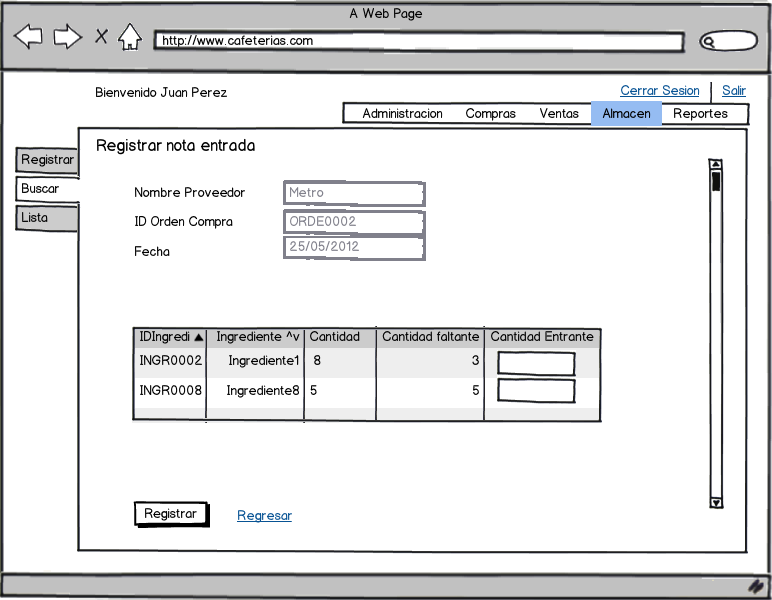 A Web Page
http://www.cafeterias.com
Bienvenido Juan Perez
Cerrar Sesion Salir
Administracion Compras Ventas Almacen Reportes
Registrar nota entrada
Registrar
Buscar
Lista
Nombre Proveedor Metro
ID Orden Compra ORDE0002
Fecha 25/05/2012
IDIngredi ▲ Ingrediente ^v Cantidad Cantidad faltante Cantidad Entrante
INGR0002 Ingrediente1 8 3
INGR0008 Ingrediente8 5 5
Registrar Regresar